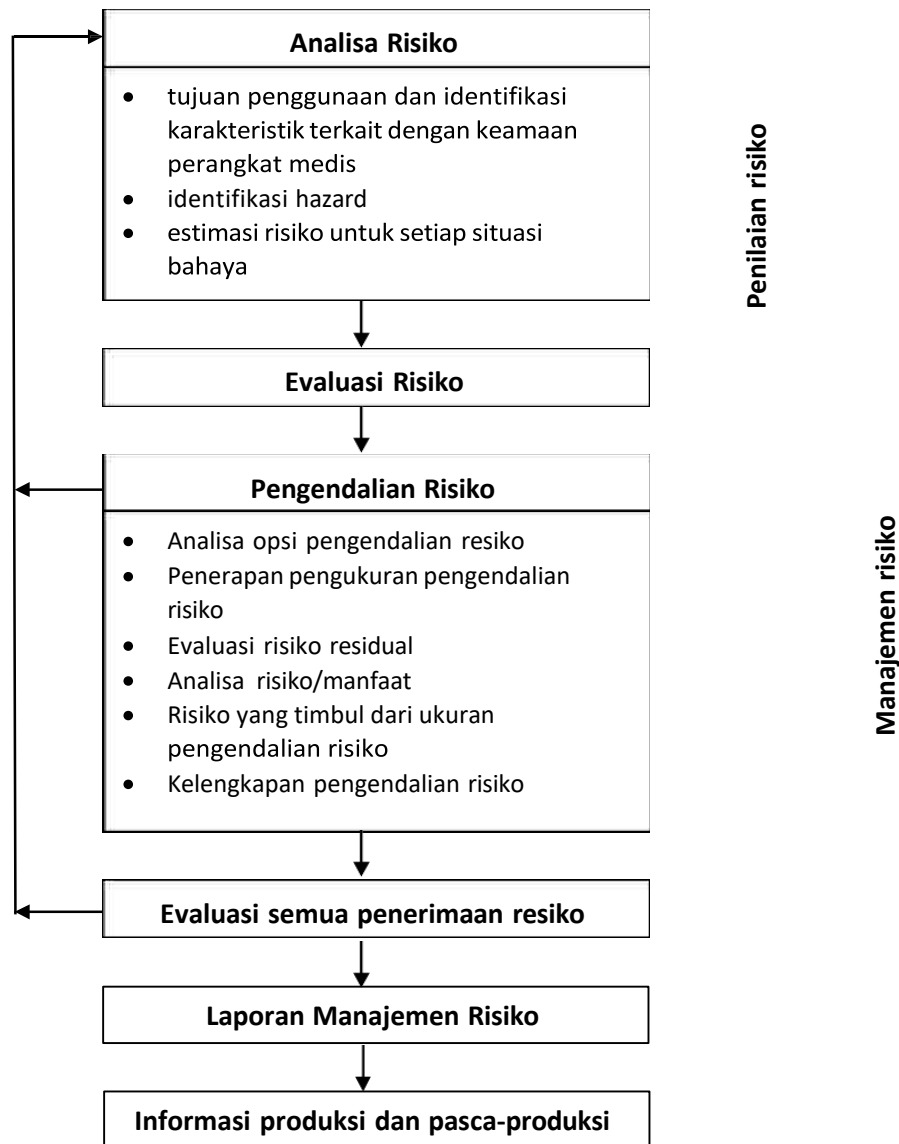 Analisa Risiko
• tujuan penggunaan dan identifikasi
karakteristik terkait dengan keamaan
perangkat medis
• identifikasi hazard
• estimasi risiko untuk setiap situasi
bahaya
Penilaian risiko
Evaluasi Risiko
Pengendalian Risiko
• Analisa opsi pengendalian resiko
• Penerapan pengukuran pengendalian
risiko
• Evaluasi risiko residual
• Analisa risiko/manfaat
• Risiko yang timbul dari ukuran
pengendalian risiko
• Kelengkapan pengendalian risiko
Manajemen risiko
Evaluasi semua penerimaan resiko
Laporan Manajemen Risiko
Informasi produksi dan pasca-produksi